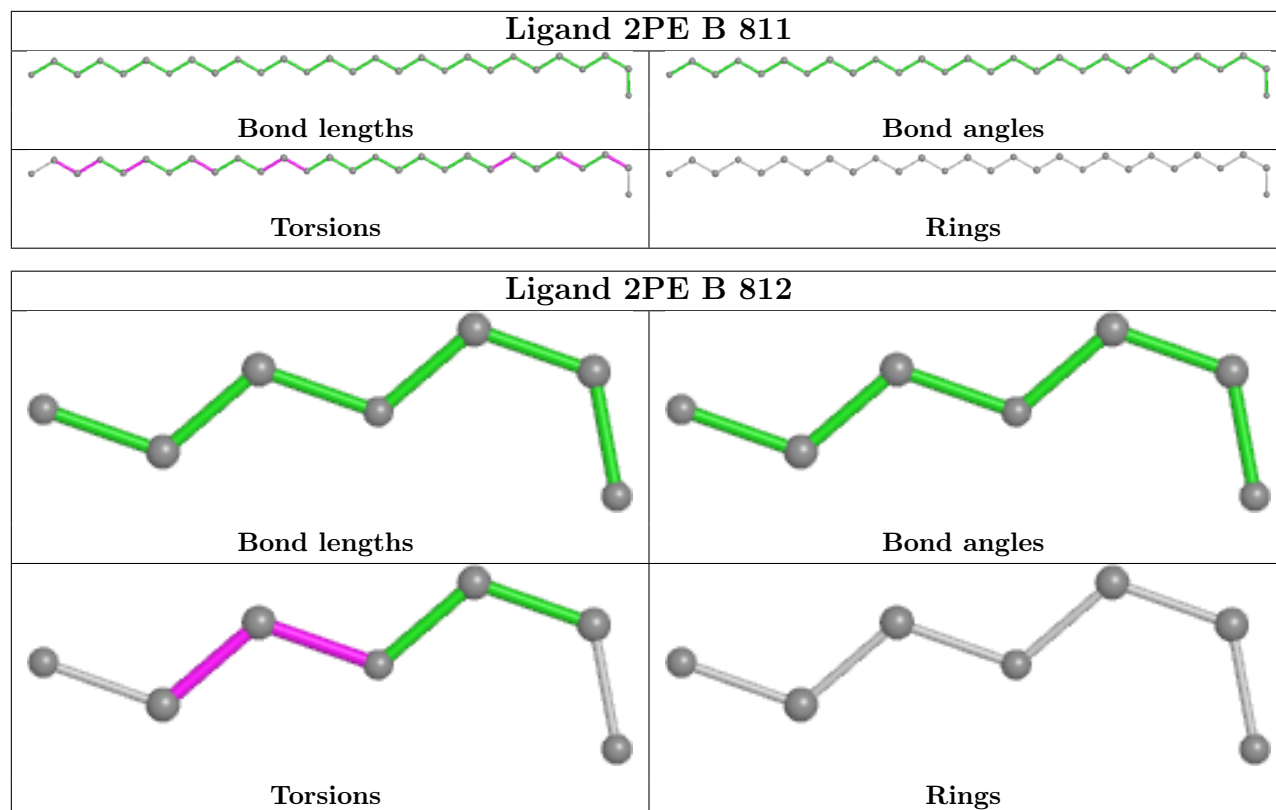 Ligand 2PE B 811
Bond lengths
Bond angles
Torsions
Rings
Ligand 2PE B 812
Bond lengths
Bond angles
Torsions
Rings